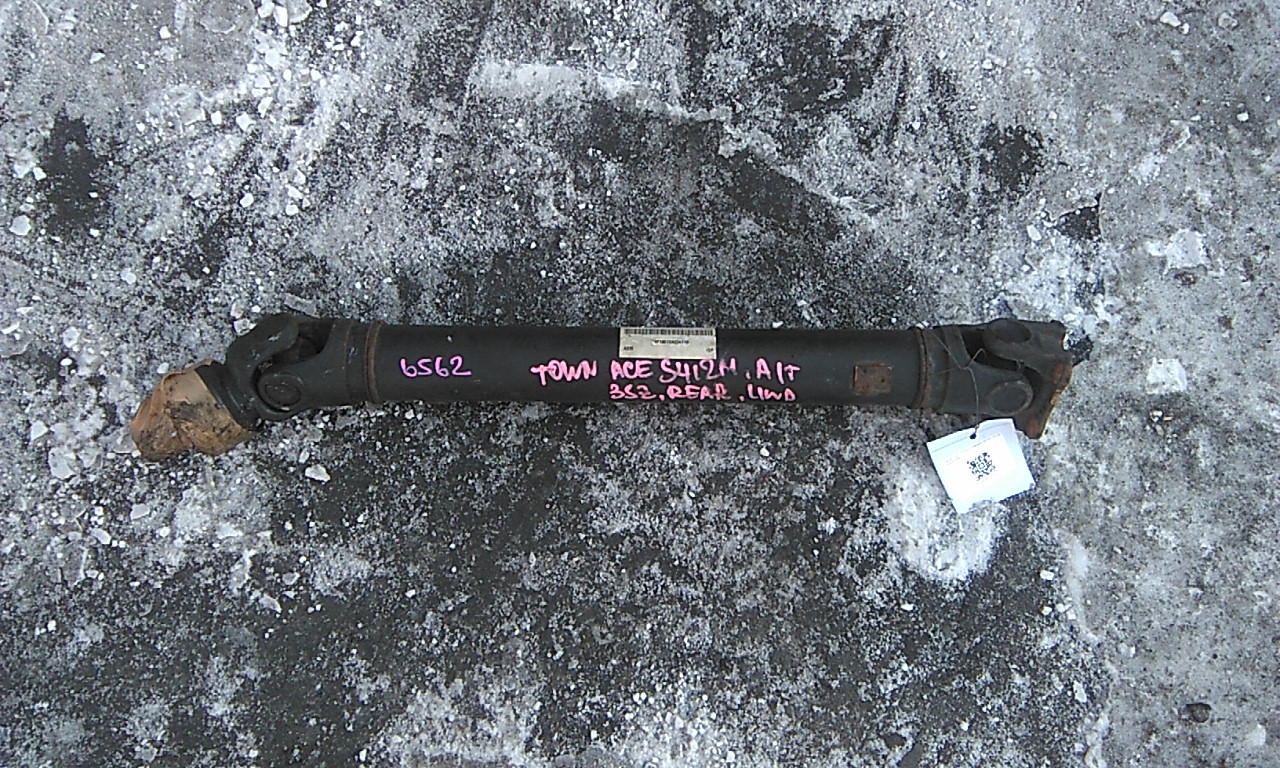 6562
TOWN ACE S412M, A/T
3SZ, REAR, 4WD